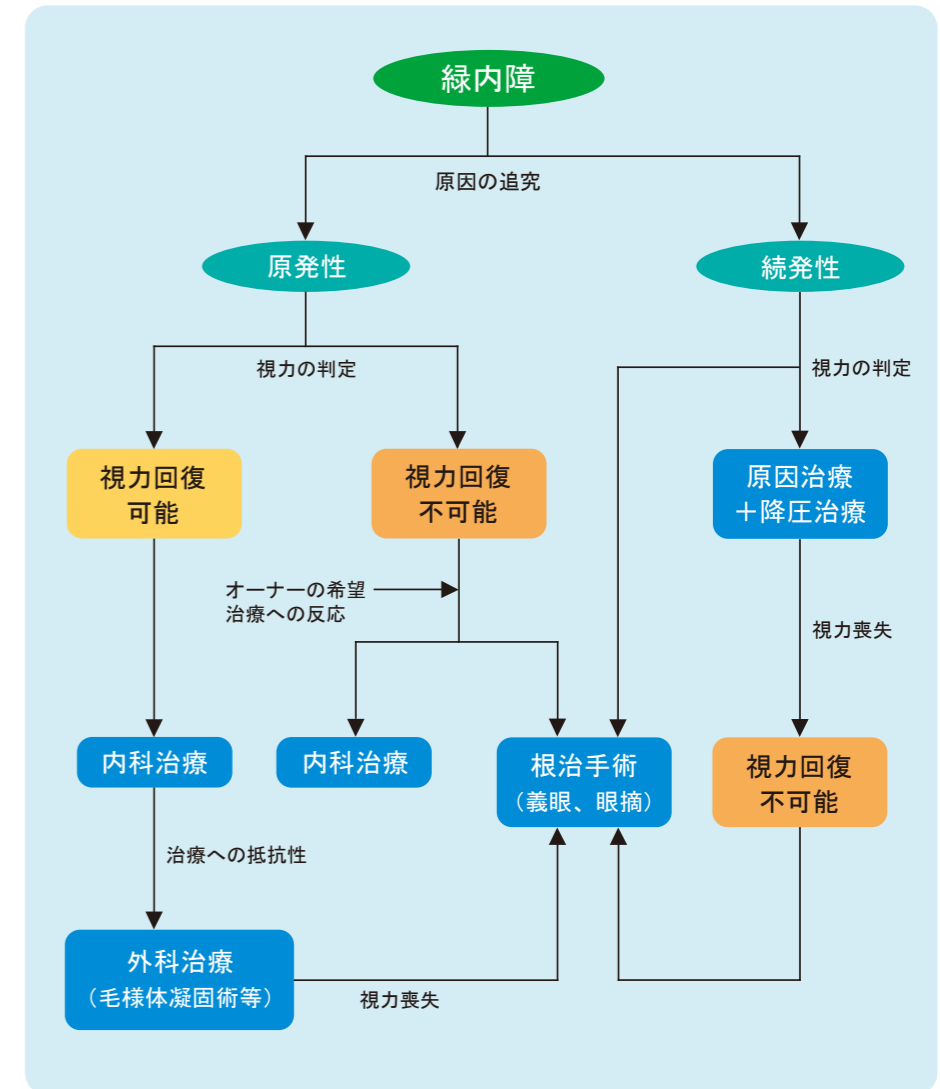 緑内障
原因の追究
原発性
続発性
視力の判定
視力の判定
視力回復
可能
視力回復
不可能
原因治療
＋降圧治療
オーナーの希望
治療への反応
視力喪失
内科治療
内科治療
根治手術
（義眼、眼摘）
視力回復
不可能
治療への抵抗性
外科治療
（毛様体凝固術等）
視力喪失